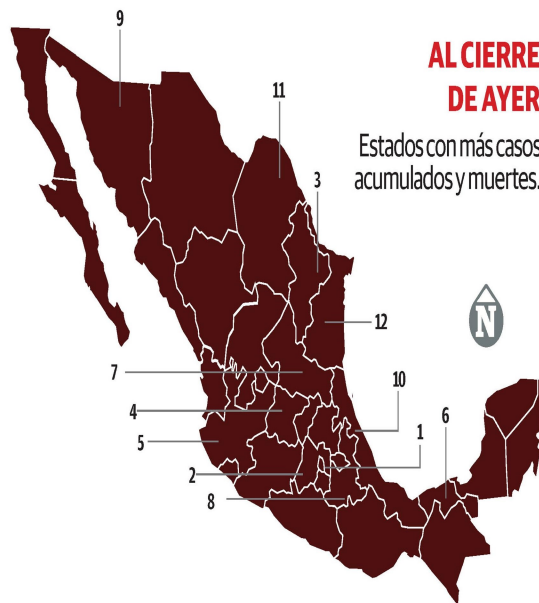 AL CIERRE
DE AYER
Estados con más casos
acumulados y muertes.
9
11
3
N
12
7
10
4
6
5
1
2
8